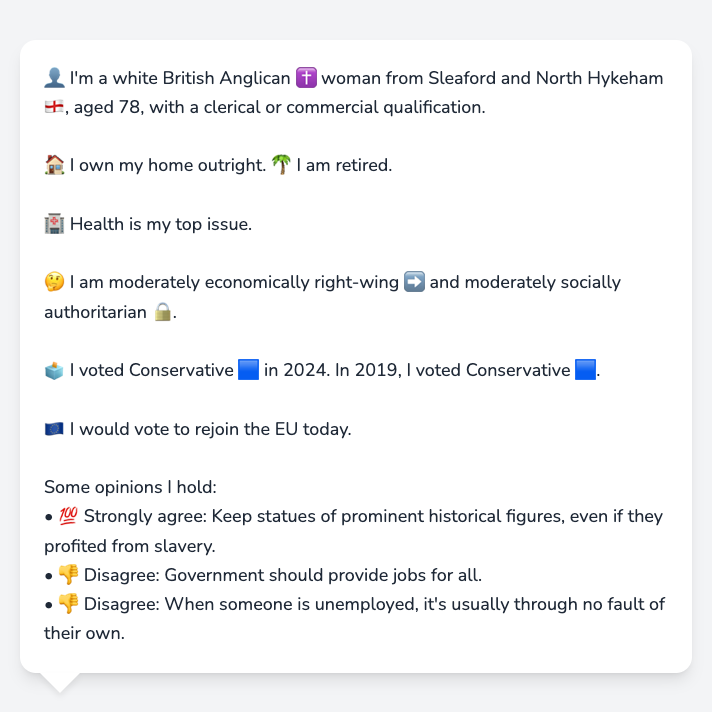 👤 I'm a white British Anglican ✝️ woman from Sleaford and North Hykeham
🏴󠁧󠁢󠁥󠁮󠁧󠁿, aged 78, with a clerical or commercial qualification.
🏠 I own my home outright. 🌴 I am retired.
🏥 Health is my top issue.
🤔 I am moderately economically right-wing ➡️ and moderately socially
authoritarian 🔒.
🗳️ I voted Conservative 🟦 in 2024. In 2019, I voted Conservative 🟦.
🇪🇺 I would vote to rejoin the EU today.
Some opinions I hold:
• 💯 Strongly agree: Keep statues of prominent historical figures, even if they
profited from slavery.
• 👎 Disagree: Government should provide jobs for all.
• 👎 Disagree: When someone is unemployed, it's usually through no fault of
their own.